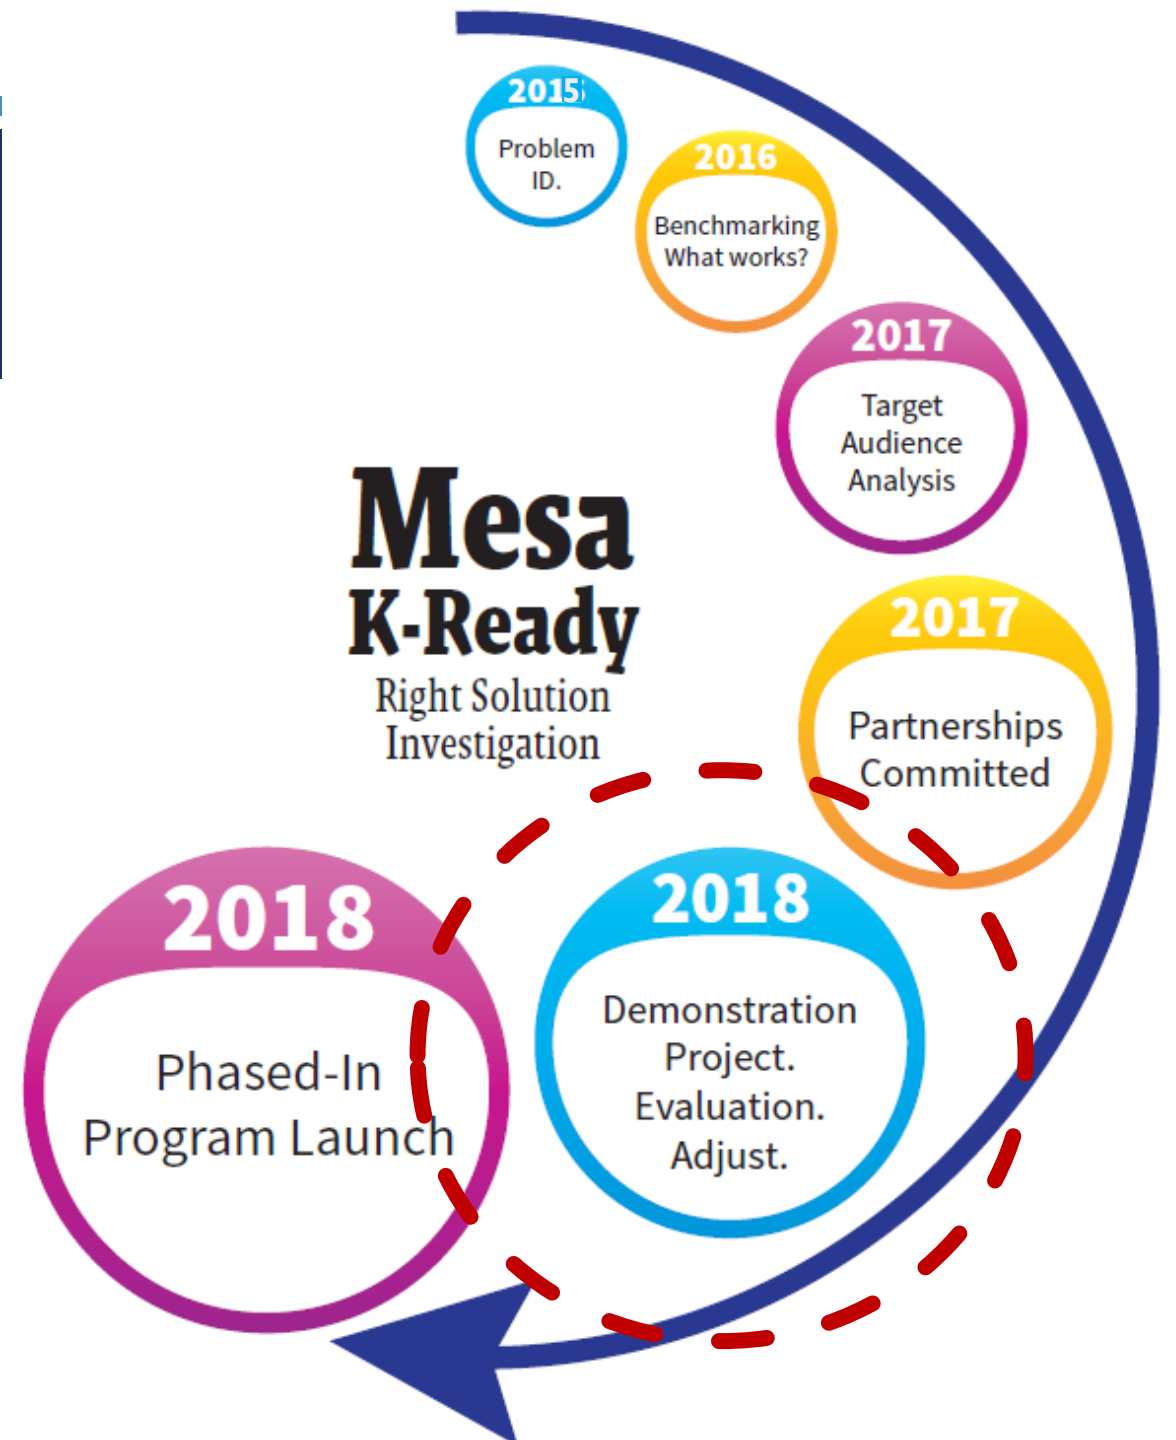 2015
Problem
ID.
2016
Benchmarking
What works?
2017
Target
Audience
Analysis
Mesa
K-Ready
Right Solution
Investigation
2017
Partnerships
Committed
2018
Demonstration
Project.
Evaluation.
Adjust.
2018
Phased-In
Program Launch